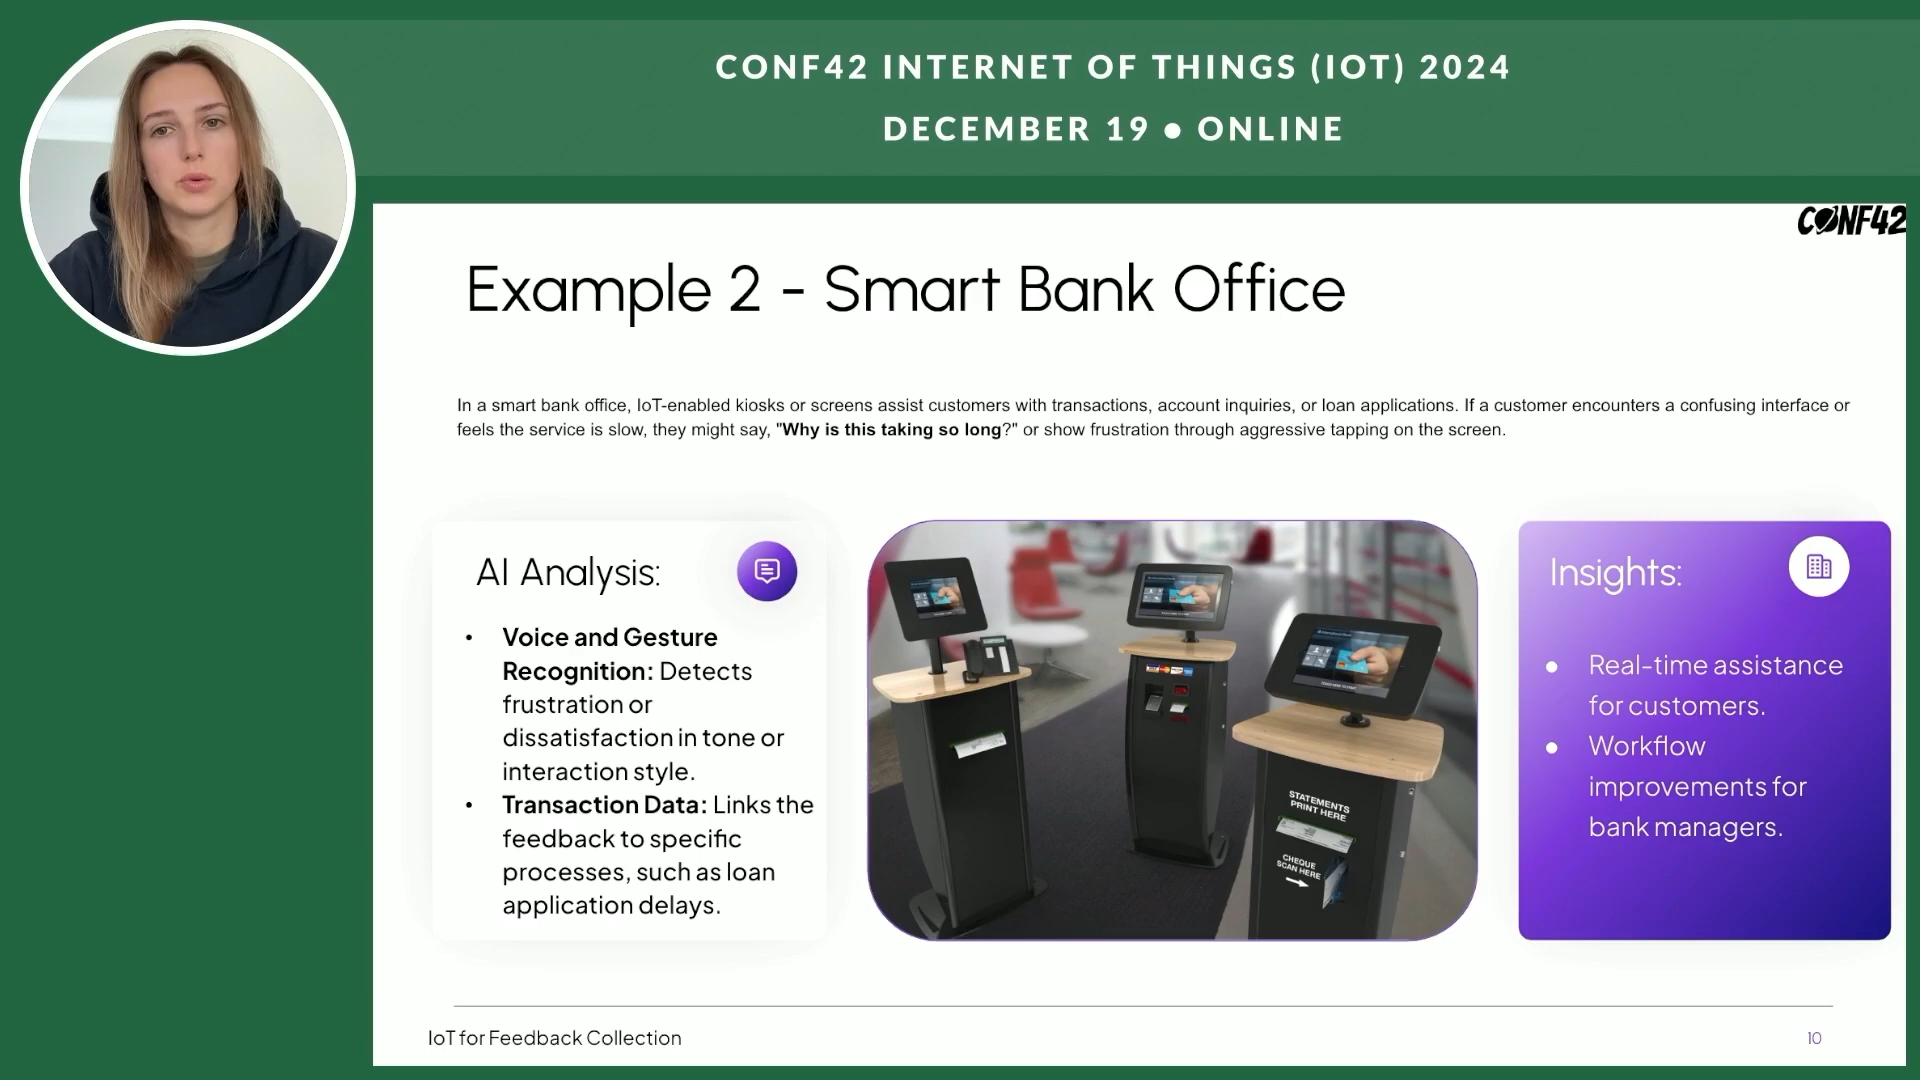 CONF42 INTERNET OF THINGS (IOT) 2024
DECEMBER 19 ● ONLINE
CONF42
Example 2 - Smart Bank Office
In a smart bank office, IoT-enabled kiosks or screens assist customers with transactions, account inquiries, or loan applications. If a customer encounters a confusing interface or
feels the service is slow, they might say, "Why is this taking so long?" or show frustration through aggressive tapping on the screen.
AI Analysis:
• Voice and Gesture
Recognition: Detects
frustration or
dissatisfaction in tone or
interaction style.
• Transaction Data: Links the
feedback to specific
processes, such as loan
application delays.
STATEMENTS
PRINT HERE
CHEQUE
SCAN HERE
Insights:
● Real-time assistance
for customers.
● Workflow
improvements for
bank managers.
IoT for Feedback Collection
10